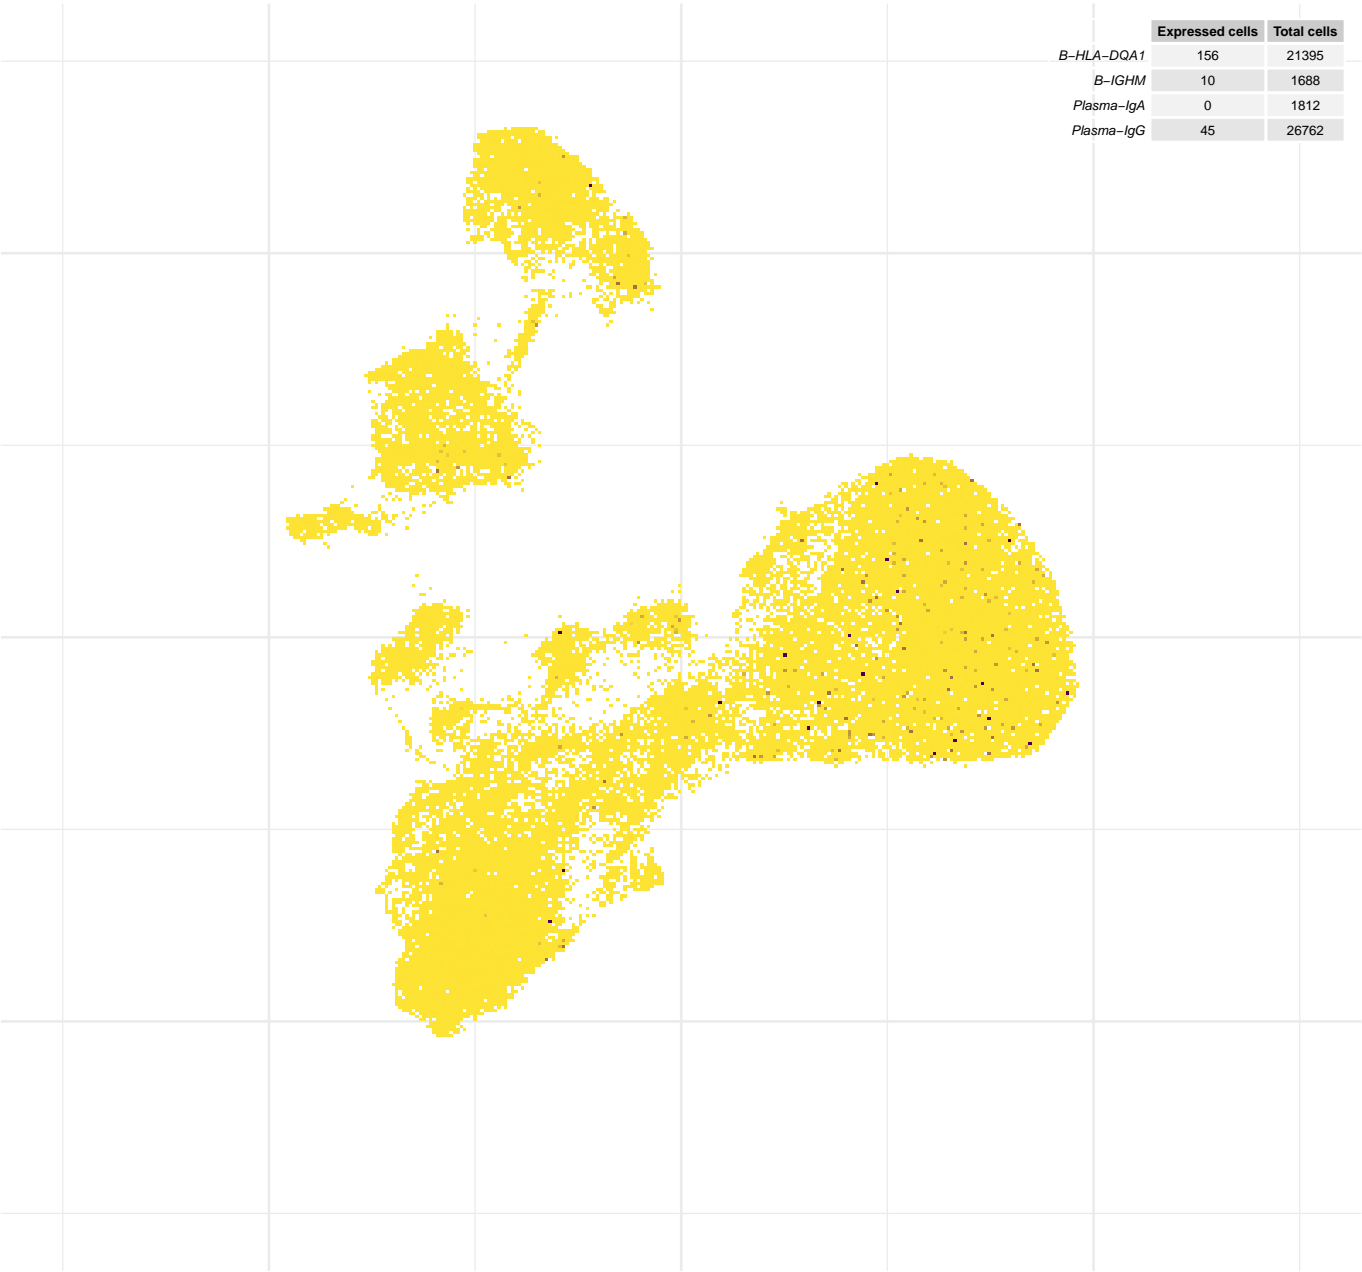 Expressed cells Total cells
B−HLA−DQA1 156 21395
B−IGHM 10 1688
Plasma−IgA 0 1812
Plasma−IgG 45 26762